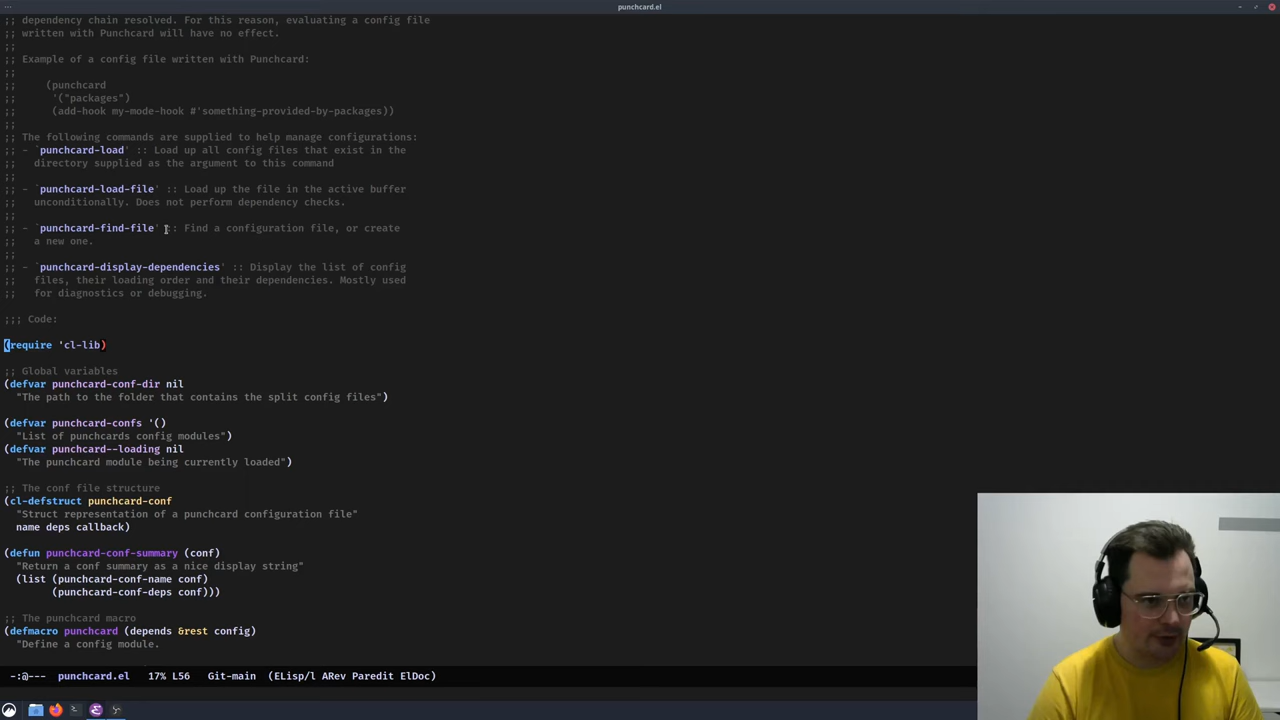 punchcard.el
;; dependency chain resolved. For this reason, evaluating a config file
;; written with Punchcard will have no effect.
;;
;; Example of a config file written with Punchcard:
;;
;;     (punchcard
;;      '("packages")
;;      (add-hook my-mode-hook #'something-provided-by-packages))
;;
;; The following commands are supplied to help manage configurations:
;; - `punchcard-load' :: Load up all config files that exist in the
;;   directory supplied as the argument to this command
;;
;; - `punchcard-load-file' :: Load up the file in the active buffer
;;   unconditionally. Does not perform dependency checks.
;;
;; - `punchcard-find-file' :: Find a configuration file, or create
;;   a new one.
;;
;; - `punchcard-display-dependencies' :: Display the list of config
;;   files, their loading order and their dependencies. Mostly used
;;   for diagnostics or debugging.
;;; Code:
(require 'cl-lib)
;; Global variables
(defvar punchcard-conf-dir nil
  "The path to the folder that contains the split config files")
(defvar punchcard-confs '()
  "List of punchcards config modules")
(defvar punchcard--loading nil
  "The punchcard module being currently loaded")
;; The conf file structure
(cl-defstruct punchcard-conf
  "Struct representation of a punchcard configuration file"
  name deps callback)
(defun punchcard-conf-summary (conf)
  "Return a conf summary as a nice display string"
  (list (punchcard-conf-name conf)
        (punchcard-conf-deps conf)))
;; The punchcard macro
(defmacro punchcard (depends &rest config)
  "Define a config module.
-:@---  punchcard.el   17% L56   Git-main  (ELisp/l ARev Paredit ElDoc)